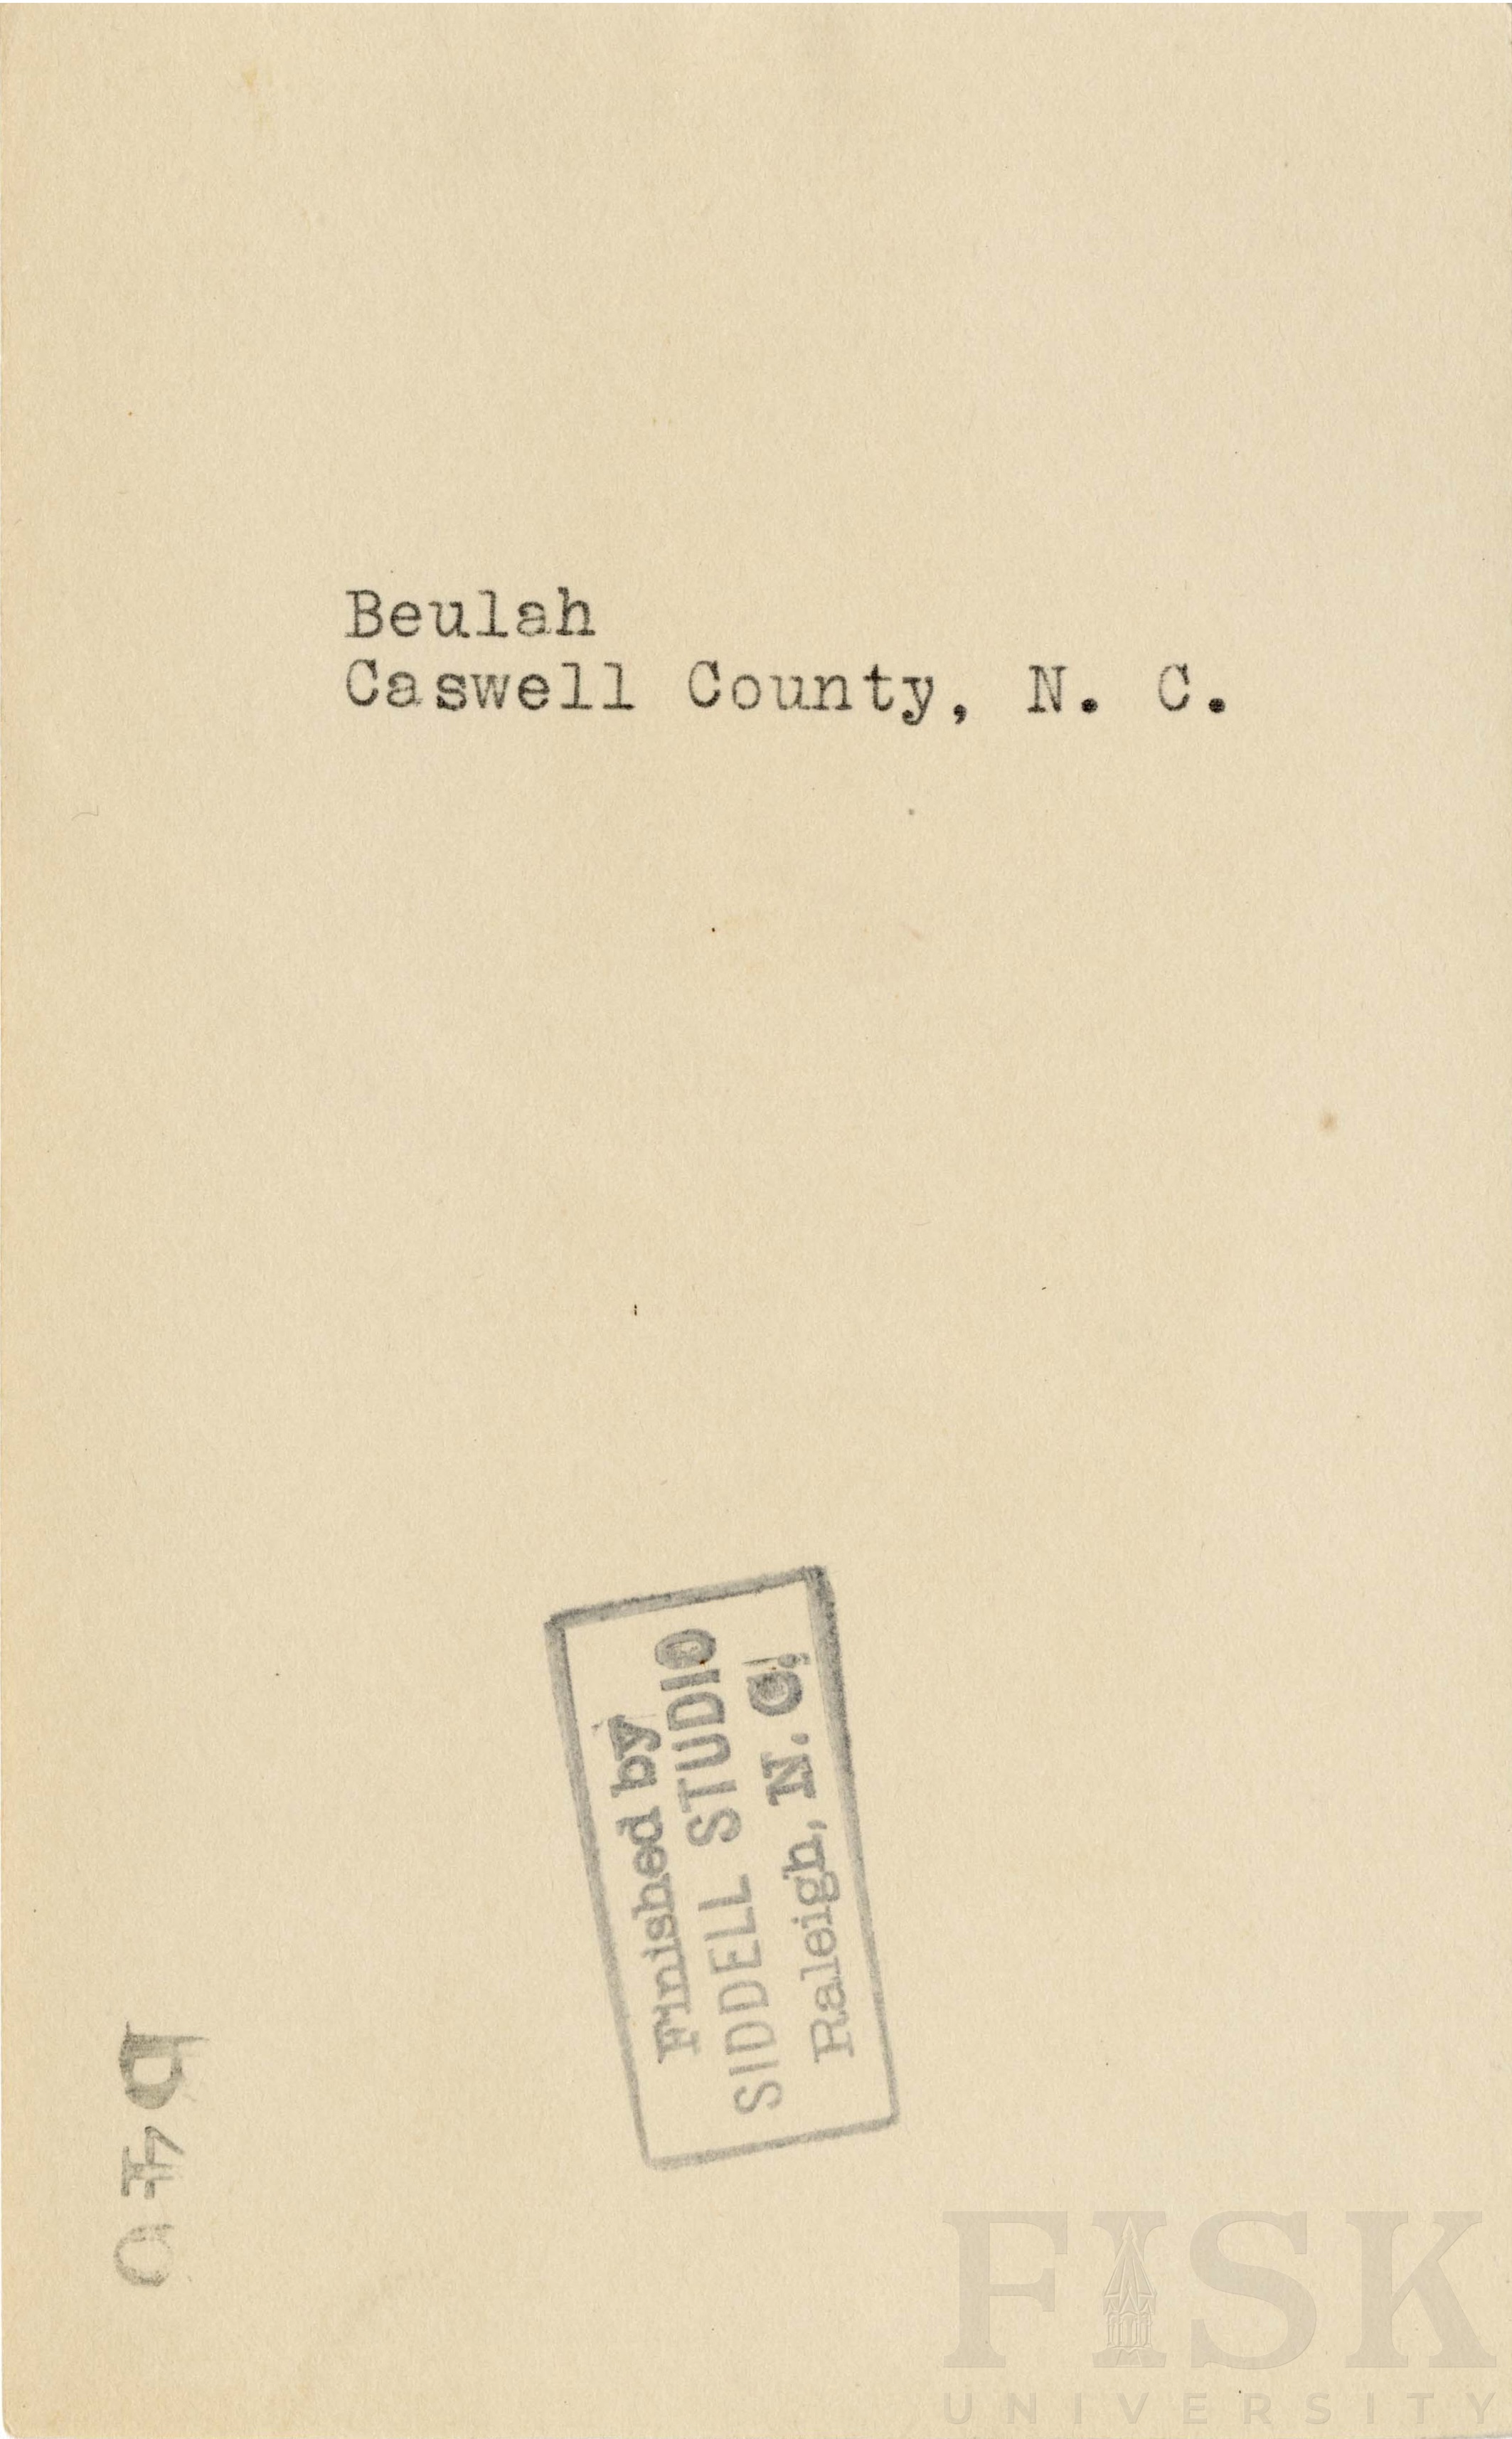 Beulah
Caswell County, N. C.
Finished by
SIDDELL STUDIO
Raleigh, N. C.
FISK
UNIVERSITY